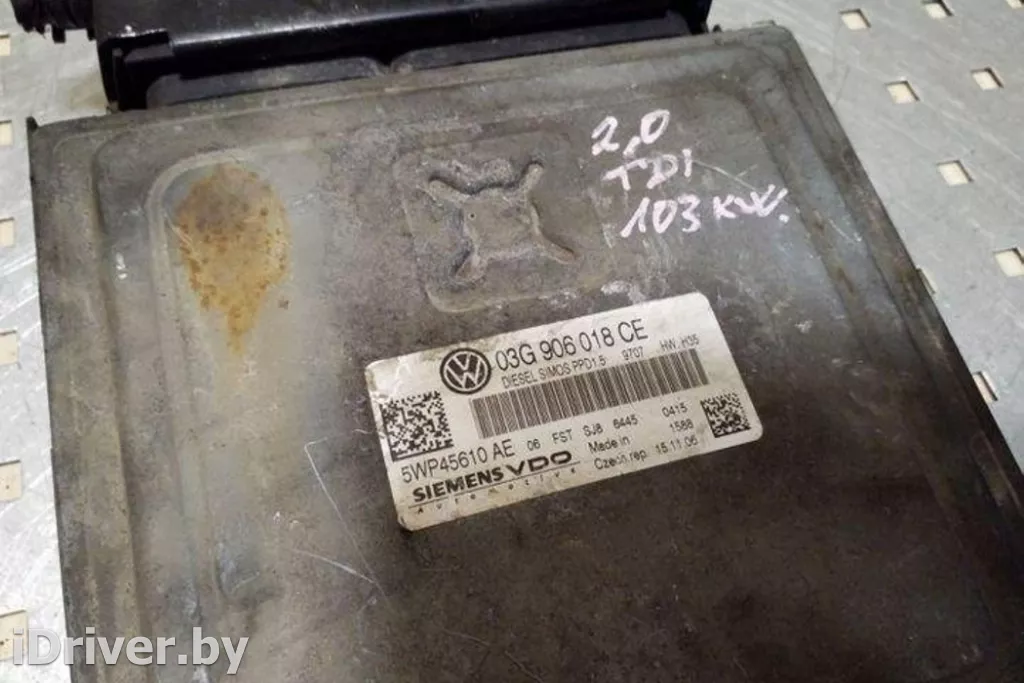 2,0
TDI
103 KW.
03G 906 018 CE
DIESEL SIMOS PPD1.5 9707 HW H35
5WP45610 AE 06 FST SJ8 6445 0415
Made in 1588
SIEMENS VDO Czech rep. 15.11.06
Automotive
iDriver.by